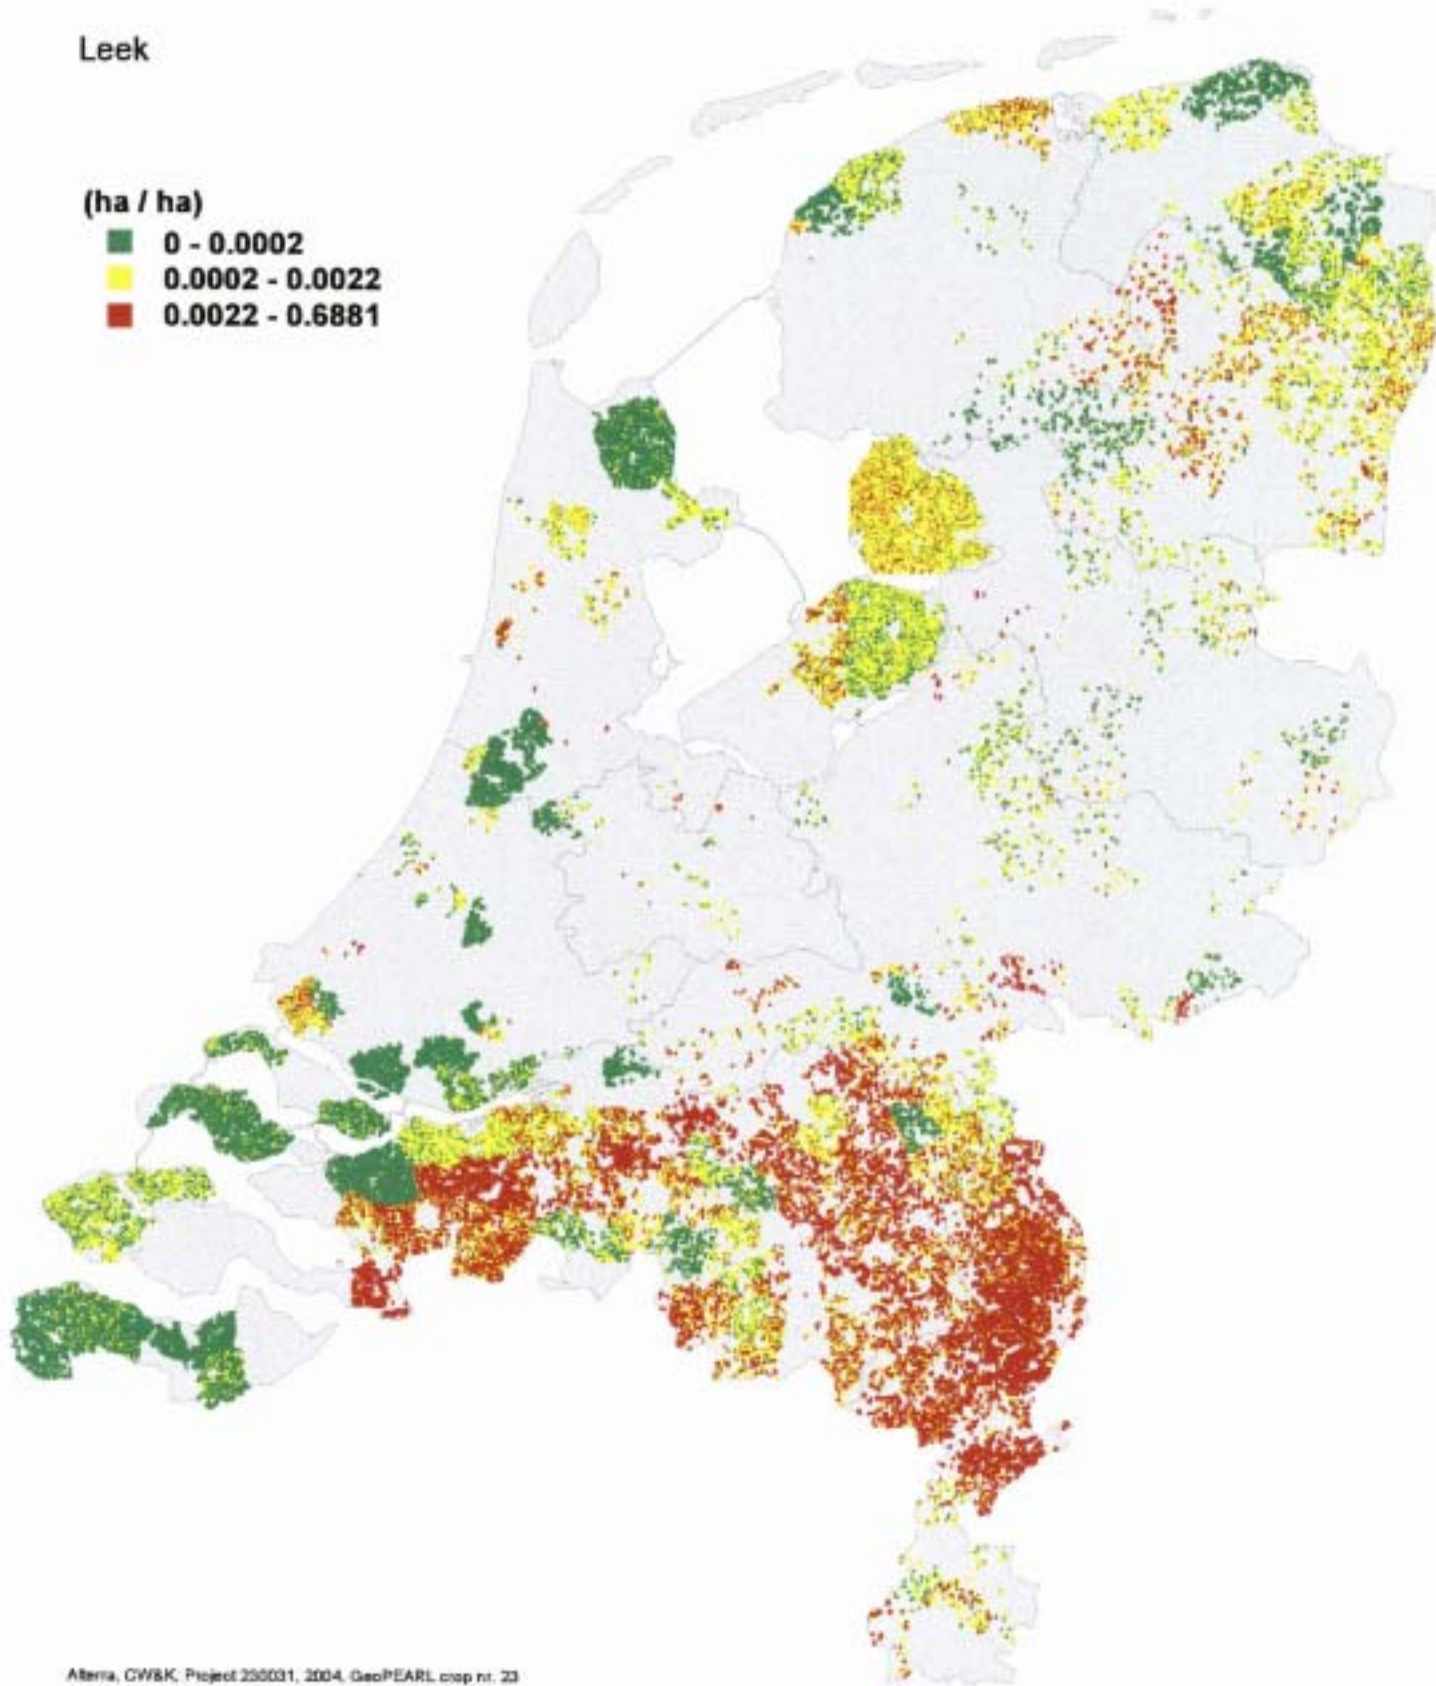 Leek
(ha / ha)
0 - 0.0002
0.0002 - 0.0022
0.0022 - 0.6881
Alterra, CW&K, Project 230031, 2004, GeoPEARL crop nr. 23